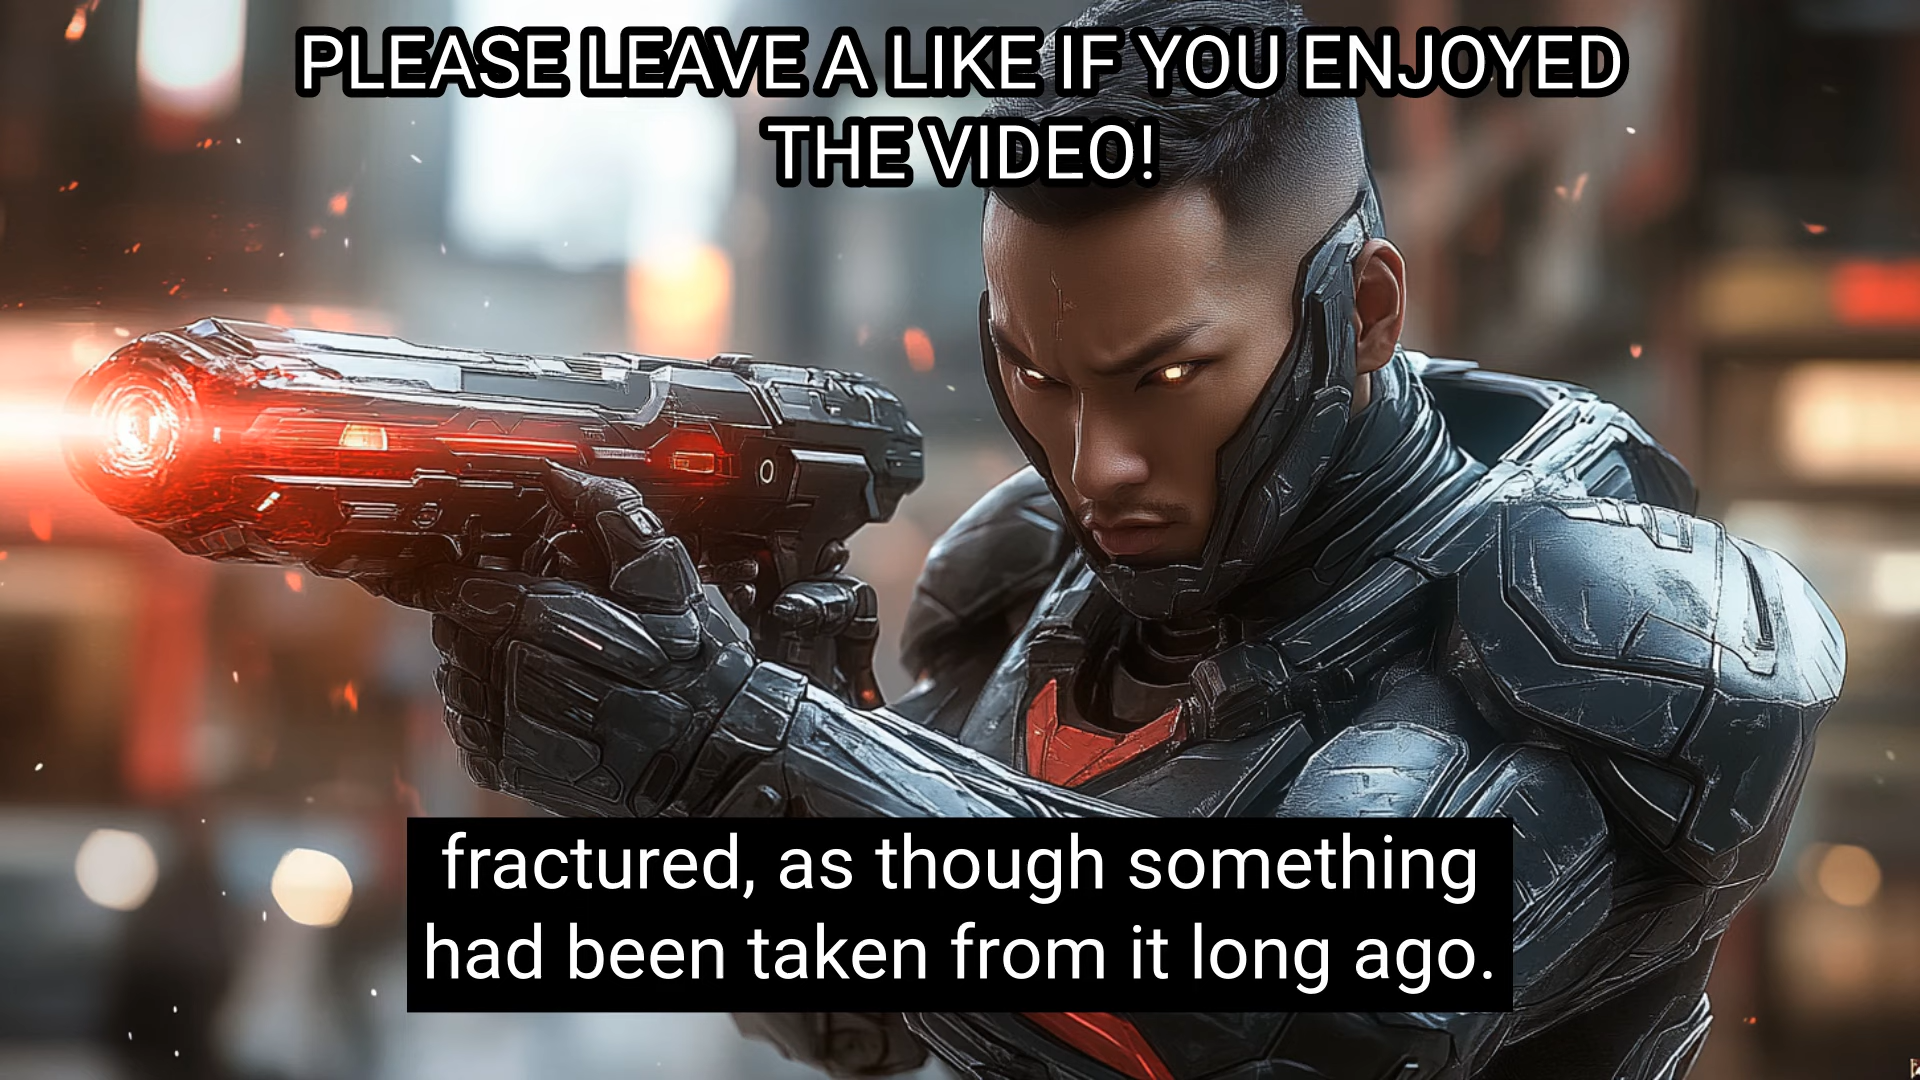 PLEASE LEAVE A LIKE IF YOU ENJOYED
THE VIDEO!
fractured, as though something
had been taken from it long ago.